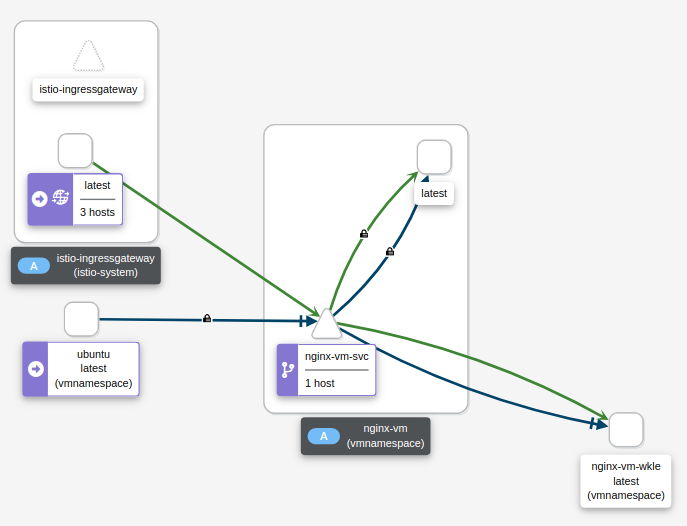 istio-ingressgateway
latest
3 hosts
A
istio-ingressgateway
(istio-system)
ubuntu
latest
(vmnamespace)
latest
nginx-vm-svc
1 host
A
nginx-vm
(vmnamespace)
nginx-vm-wkle
latest
(vmnamespace)